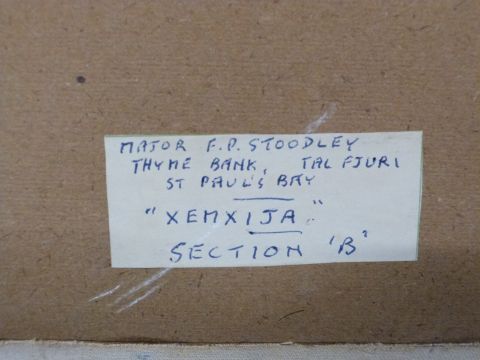 MAJOR F.P. STOODLEY
THYME BANK, TAL FJURI
ST PAUL'S BAY
"XEMXIJA."
SECTION 'B'